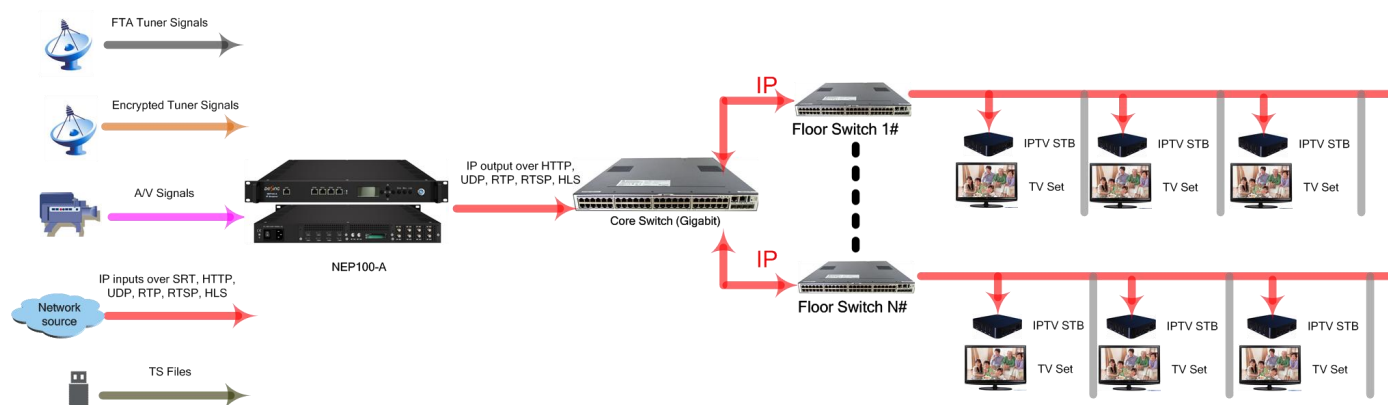 FTA Tuner Signals
Encrypted Tuner Signals
A/V Signals
IP inputs over SRT, HTTP,
UDP, RTP, RTSP, HLS
Network
source
TS Files
NEP100-A
IP output over HTTP,
UDP, RTP, RTSP, HLS
Core Switch (Gigabit)
IP
Floor Switch 1#
IPTV STB
TV Set
IPTV STB
TV Set
IPTV STB
TV Set
IP
Floor Switch N#
IPTV STB
TV Set
IPTV STB
TV Set
IPTV STB
TV Set